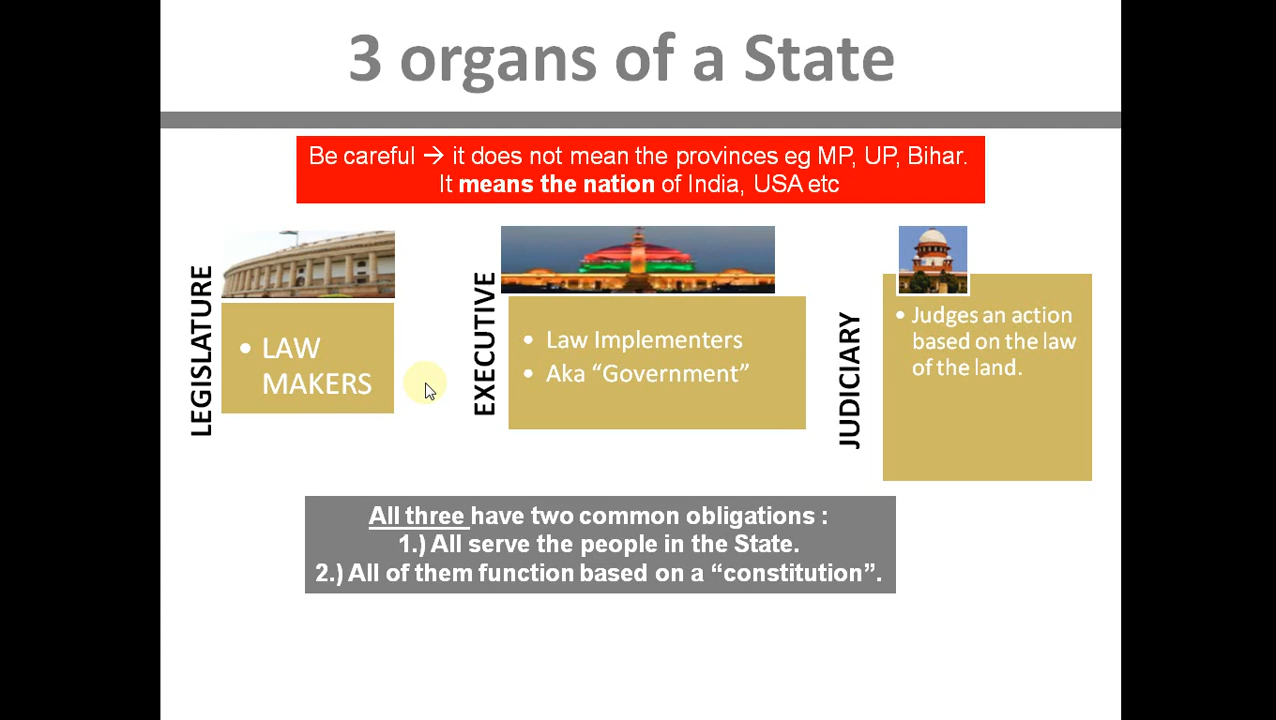 3 organs of a State
Be careful → it does not mean the provinces eg MP, UP, Bihar.
It means the nation of India, USA etc
LEGISLATURE
• LAW
MAKERS
EXECUTIVE
• Law Implementers
• Aka “Government”
JUDICIARY
• Judges an action
based on the law
of the land.
All three have two common obligations :
1.) All serve the people in the State.
2.) All of them function based on a “constitution”.